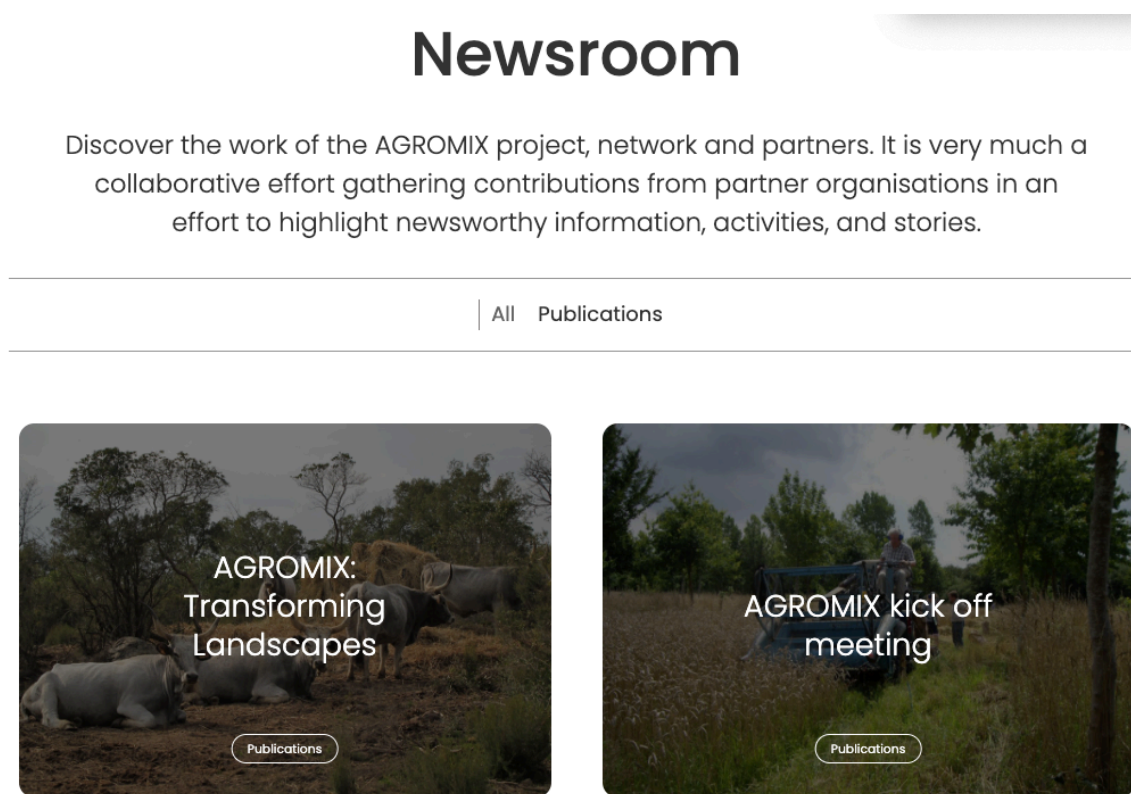 Newsroom
Discover the work of the AGROMIX project, network and partners. It is very much a
collaborative effort gathering contributions from partner organisations in an
effort to highlight newsworthy information, activities, and stories.
All Publications
AGROMIX:
Transforming
Landscapes
Publications
AGROMIX kick off
meeting
Publications